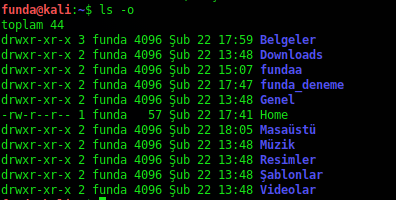 funda@kali:~$ ls -o
toplam 44
drwxr-xr-x 3 funda 4096 Şub 22 17:59 Belgeler
drwxr-xr-x 2 funda 4096 Şub 22 13:48 Downloads
drwxr-xr-x 2 funda 4096 Şub 22 15:07 fundaa
drwxr-xr-x 2 funda 4096 Şub 22 17:47 funda_deneme
drwxr-xr-x 2 funda 4096 Şub 22 13:48 Genel
-rw-r--r-- 1 funda   57 Şub 22 17:41 Home
drwxr-xr-x 2 funda 4096 Şub 22 18:05 Masaüstü
drwxr-xr-x 2 funda 4096 Şub 22 13:48 Müzik
drwxr-xr-x 2 funda 4096 Şub 22 13:48 Resimler
drwxr-xr-x 2 funda 4096 Şub 22 13:48 Şablonlar
drwxr-xr-x 2 funda 4096 Şub 22 13:48 Videolar